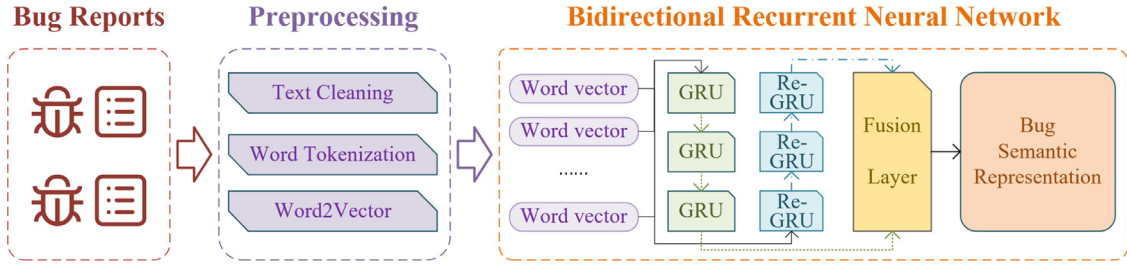 Bug Reports
Preprocessing
Bidirectional Recurrent Neural Network
Text Cleaning
Word Tokenization
Word2Vector
Word vector
Word vector
......
Word vector
GRU
GRU
GRU
Re-
GRU
Re-
GRU
Re-
GRU
Fusion
Layer
Bug
Semantic
Representation